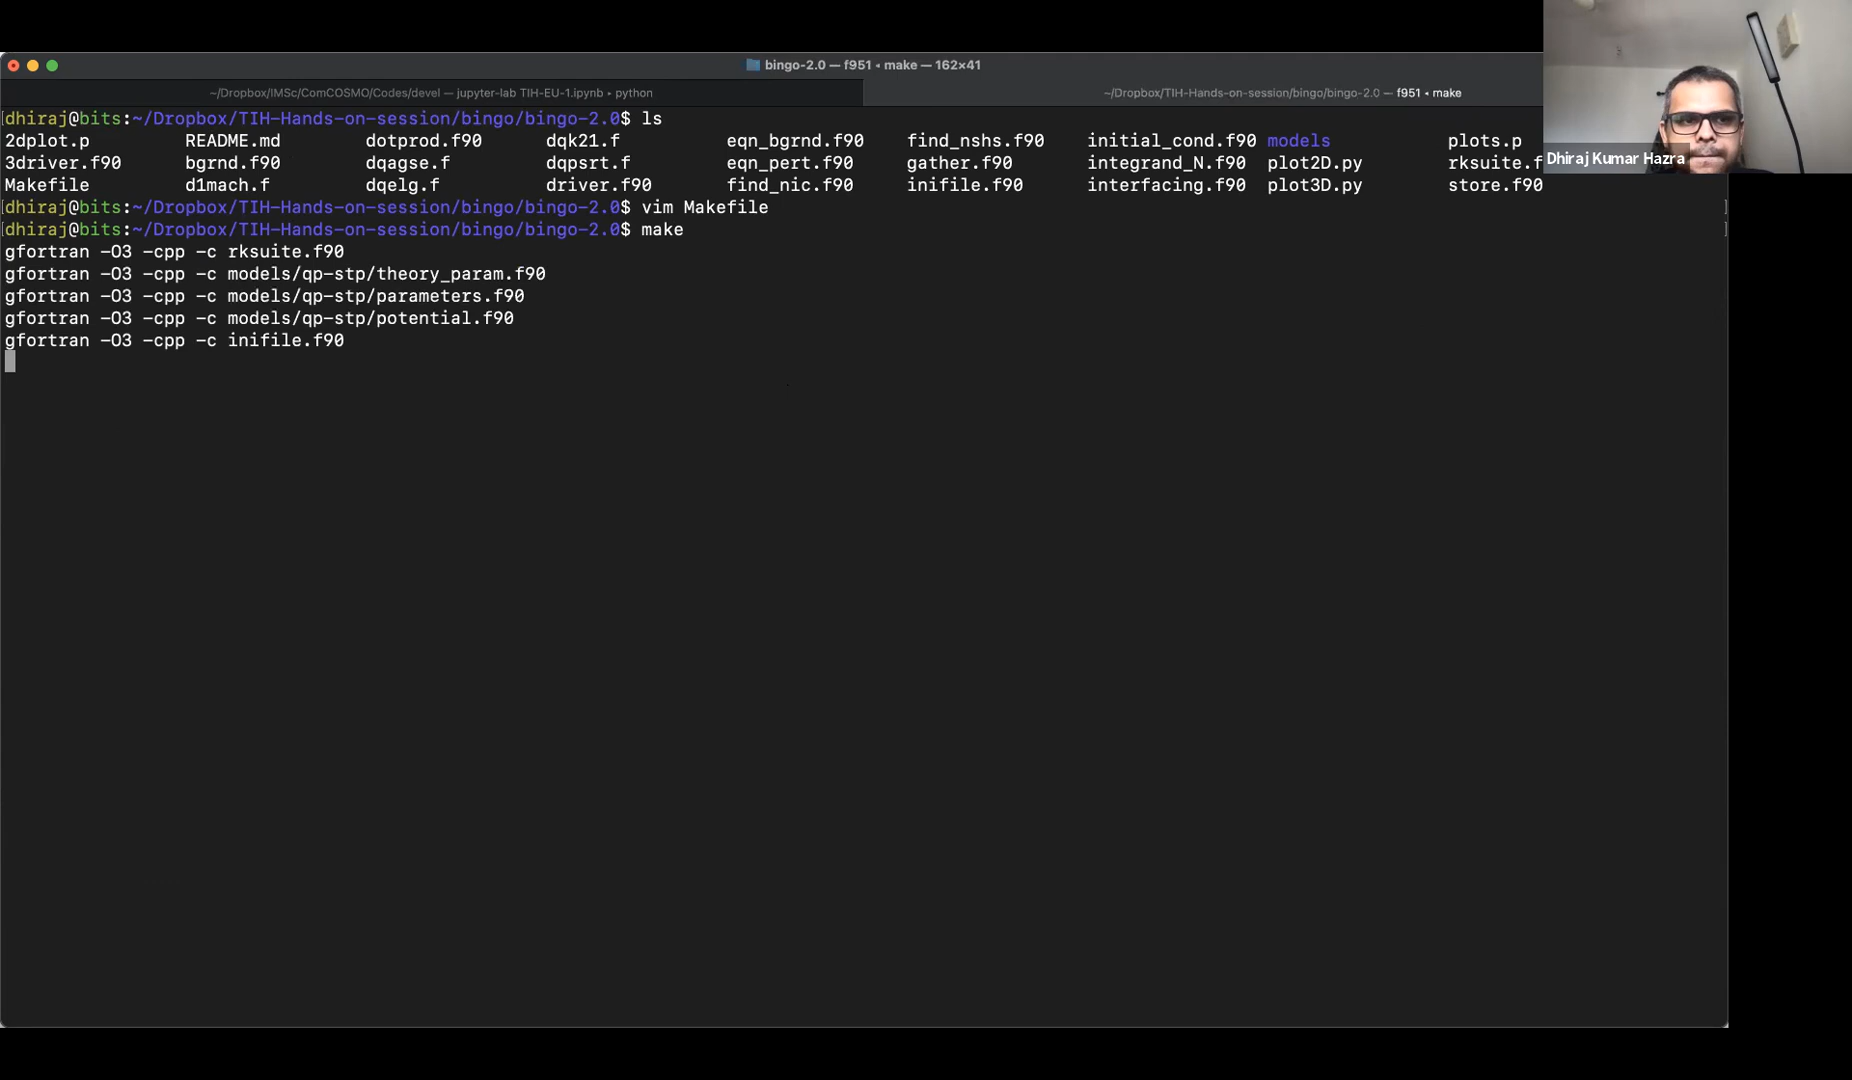 bingo-2.0 — f951 ◂ make — 162×41
~/Dropbox/IMSc/ComCOSMO/Codes/devel — jupyter-lab TIH-EU-1.ipynb ▸ python
~/Dropbox/TIH-Hands-on-session/bingo/bingo-2.0 — f951 ◂ make
[dhiraj@bits:~/Dropbox/TIH-Hands-on-session/bingo/bingo-2.0$ ls
2dplot.p README.md dotprod.f90 dqk21.f eqn_bgrnd.f90 find_nshs.f90 initial_cond.f90 models plots.p
3driver.f90 bgrnd.f90 dqagse.f dqpsrt.f eqn_pert.f90 gather.f90 integrand_N.f90 plot2D.py rksuite.f
Makefile d1mach.f dqelg.f driver.f90 find_nic.f90 inifile.f90 interfacing.f90 plot3D.py store.f90
[dhiraj@bits:~/Dropbox/TIH-Hands-on-session/bingo/bingo-2.0$ vim Makefile ]
[dhiraj@bits:~/Dropbox/TIH-Hands-on-session/bingo/bingo-2.0$ make ]
gfortran -O3 -cpp -c rksuite.f90
gfortran -O3 -cpp -c models/qp-stp/theory_param.f90
gfortran -O3 -cpp -c models/qp-stp/parameters.f90
gfortran -O3 -cpp -c models/qp-stp/potential.f90
gfortran -O3 -cpp -c inifile.f90
Dhiraj Kumar Hazra